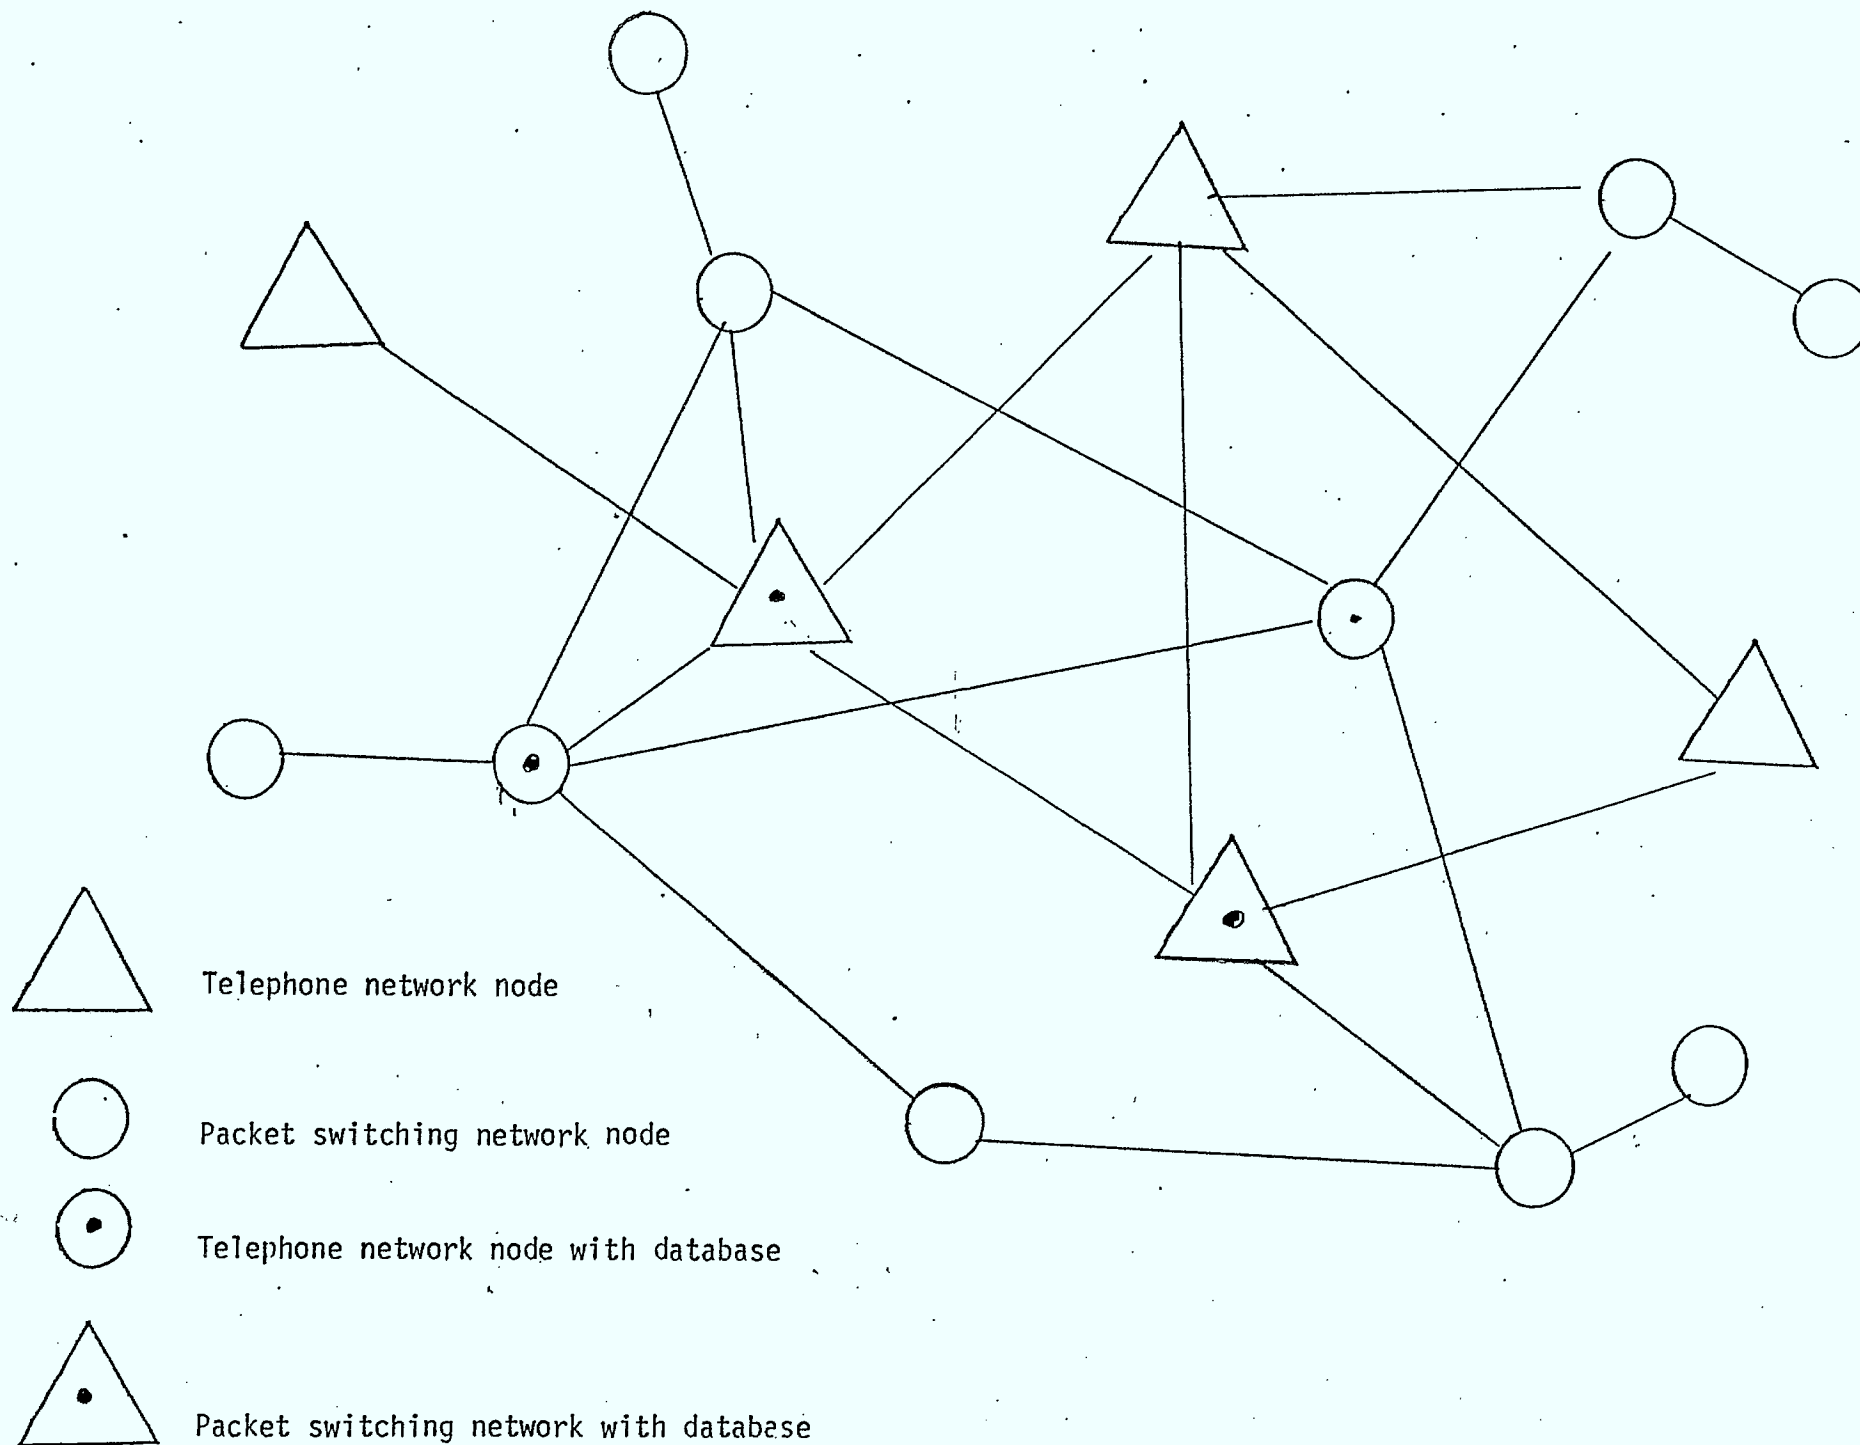 Telephone network node
Packet switching network node
Telephone network node with database
Packet switching network with database